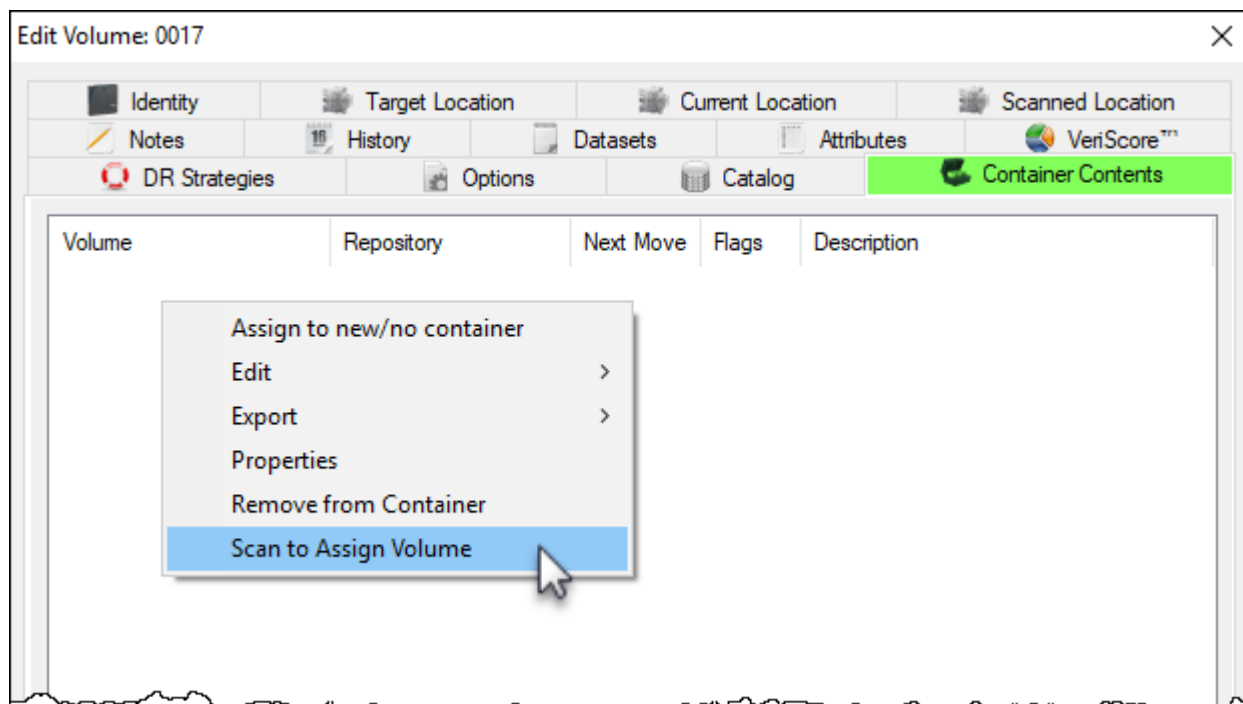 Edit Volume: 0017
Identity Target Location Current Location Scanned Location
Notes 16 History Datasets Attributes VeriScore™
DR Strategies Options Catalog Container Contents
Volume Repository Next Move Flags Description
Assign to new/no container
Edit
Export
Properties
Remove from Container
Scan to Assign Volume